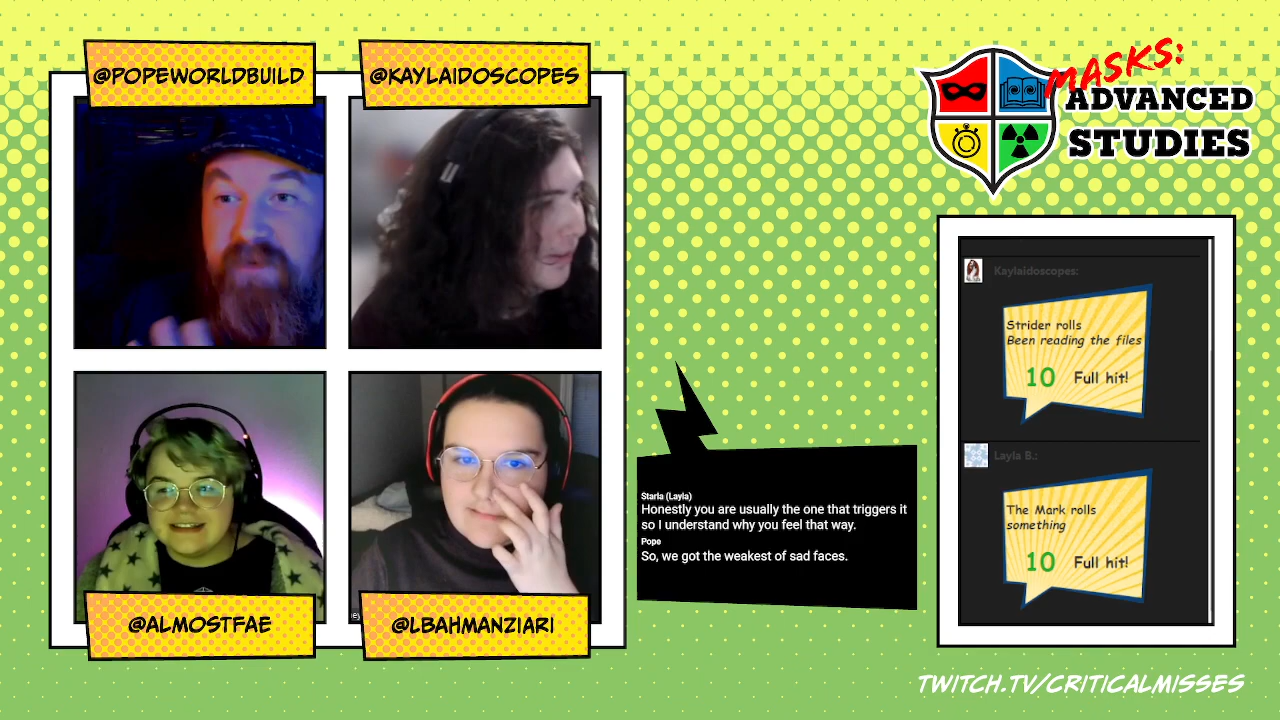 @POPEWORLDBUILD
@KAYLAIDOSCOPES
@ALMOSTFAE
@LBAHMANZIARI
Starla (Layla)
Honestly you are usually the one that triggers it
so I understand why you feel that way.
Pope
So, we got the weakest of sad faces.
MASKS:
ADVANCED
STUDIES
Kaylaidoscopes:
Strider rolls
Been reading the files
10 Full hit!
Layla B.:
The Mark rolls
something
10 Full hit!
TWITCH.TV/CRITICALMISSES